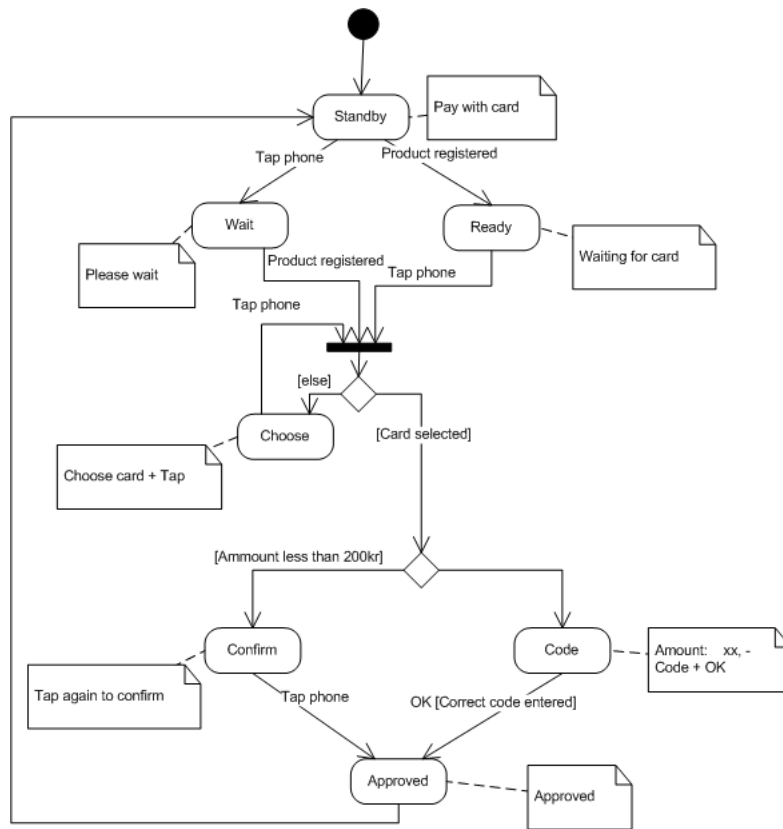 Standby
Pay with card
Tap phone
Product registered
Wait
Ready
Please wait
Product registered
Tap phone
Waiting for card
Tap phone
[else]
Choose
[Card selected]
Choose card + Tap
[Ammount less than 200kr]
Confirm
Code
Amount: xx, -
Code + OK
Tap again to confirm
Tap phone
OK [Correct code entered]
Approved
Approved